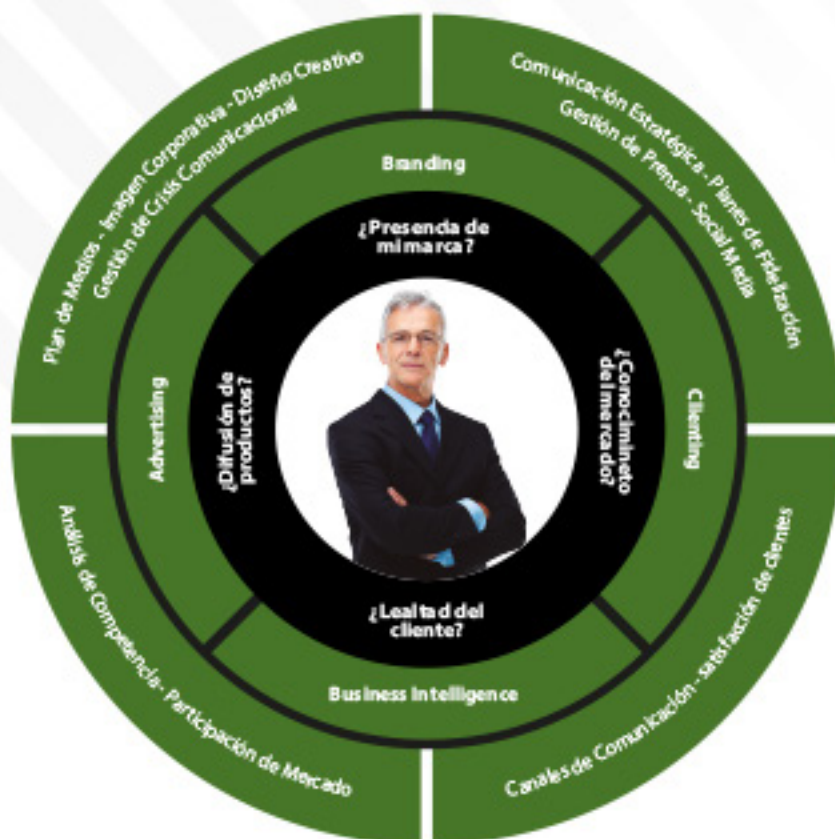 Plan de Medios - Imagen Corporativa - Diseño Creativo
Gestión de Crisis Comunicacional
Comunicación Estratégica - Planes de Fidelización
Gestión de Prensa - Social Media
Branding
¿Presencia de
mi marca?
Advertising
¿Difusión de
productos?
¿Conocimineto
del mercado?
Clienting
¿Lealtad del
cliente?
Business Intelligence
Análisis de Competencia - Participación de Mercado
Canales de Comunicación - satisfacción de clientes